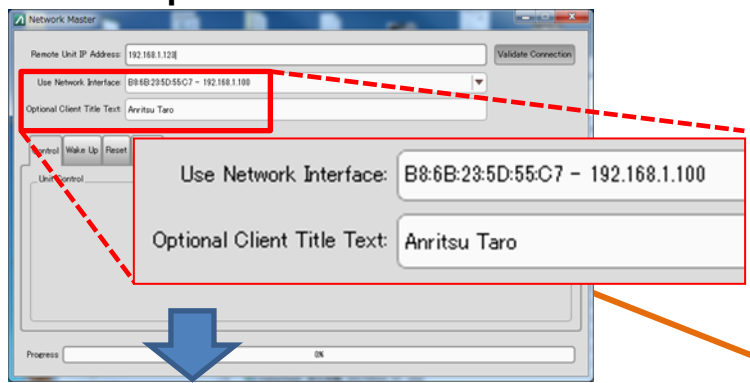 Network Master
Remote Unit IP Address: 192.168.1.123
Validate Connection
Use Network Interface: B8:6B:23:5D:55:C7 - 192.168.1.100
Optional Client Title Text: Anritsu Taro
Control Wake Up Reset
Unit Control
Use Network Interface: B8:6B:23:5D:55:C7 - 192.168.1.100
Optional Client Title Text: Anritsu Taro
Progress 0%